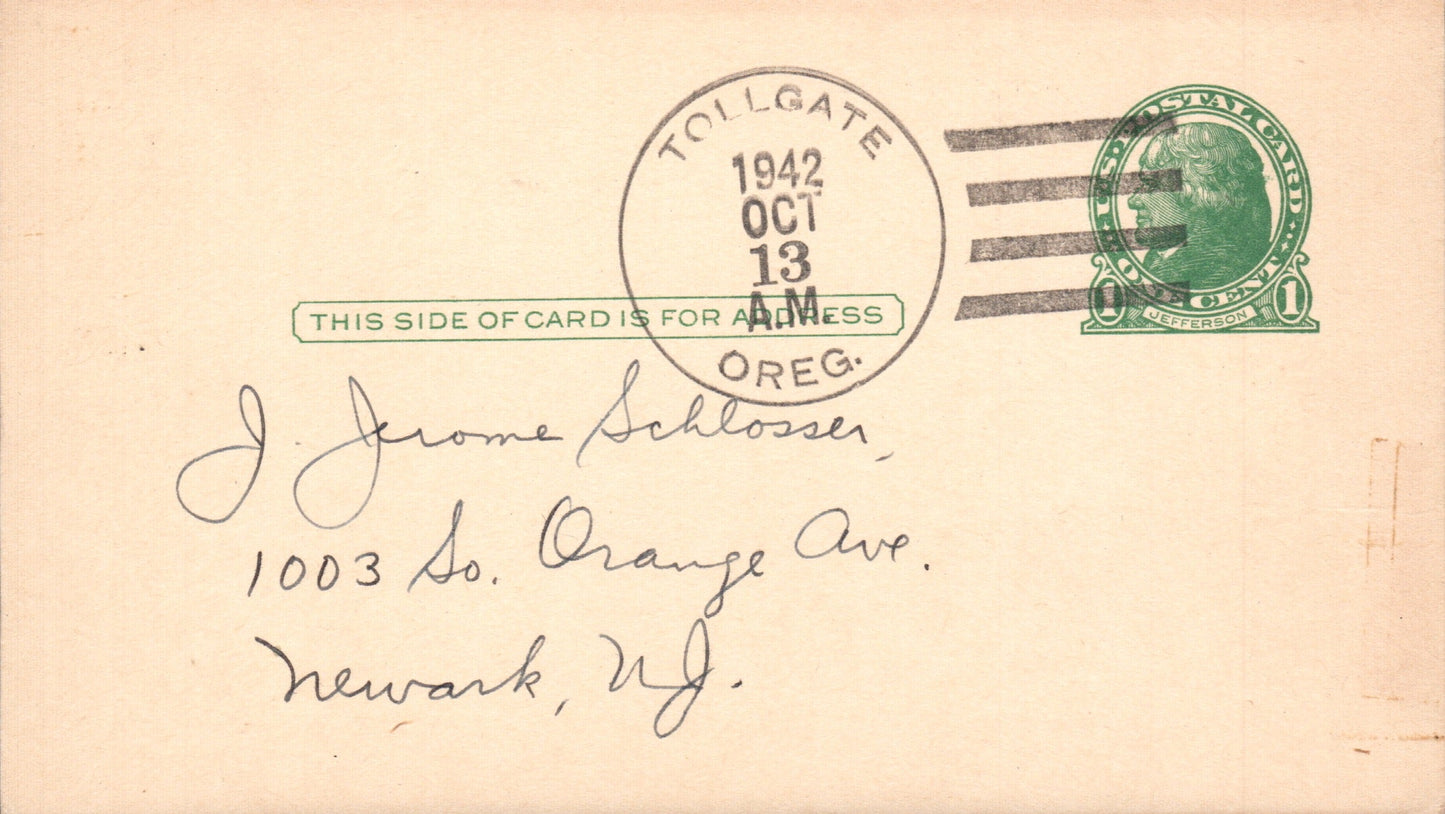 TOLLGATE
1942
OCT
13
A.M.
OREG.
U.S. POSTAL CARD
ONE CENT
1 JEFFERSON 1
THIS SIDE OF CARD IS FOR ADDRESS
J. Jerome Schlosser,
1003 So. Orange Ave.
Newark, N.J.